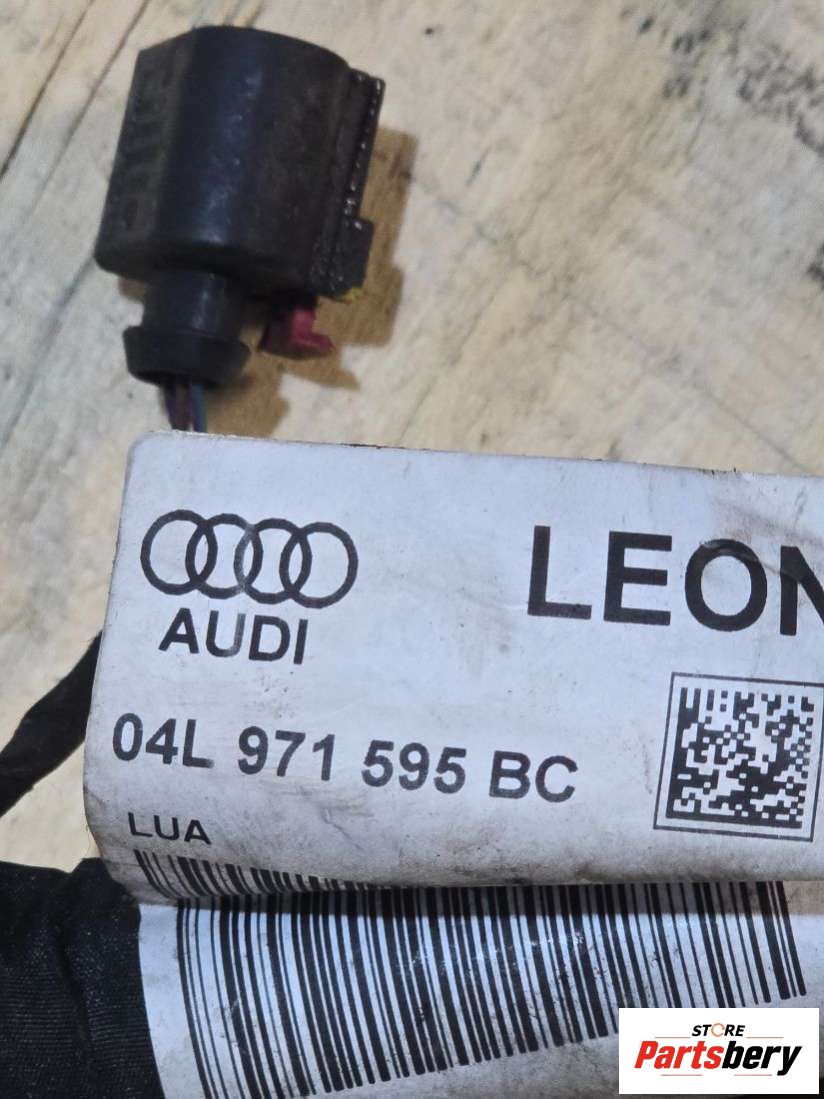 LEON
AUDI
04L 971 595 BC
LUA
STORE
Partsbery